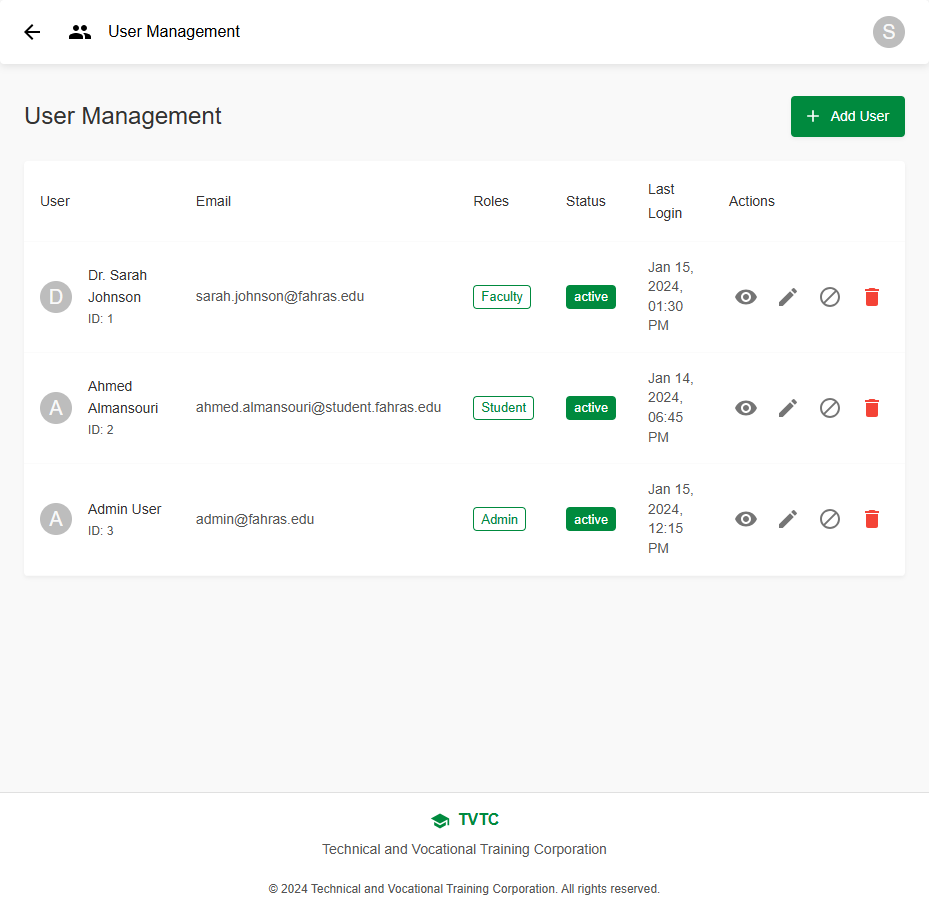 User Management
S
User Management
+ Add User
User Email Roles Status Last Login Actions
D
Dr. Sarah
Johnson
ID: 1
sarah.johnson@fahras.edu
Faculty
active
Jan 15,
2024,
01:30
PM
A
Ahmed
Almansouri
ID: 2
ahmed.almansouri@student.fahras.edu
Student
active
Jan 14,
2024,
06:45
PM
A
Admin User
ID: 3
admin@fahras.edu
Admin
active
Jan 15,
2024,
12:15
PM
TVTC
Technical and Vocational Training Corporation
© 2024 Technical and Vocational Training Corporation. All rights reserved.